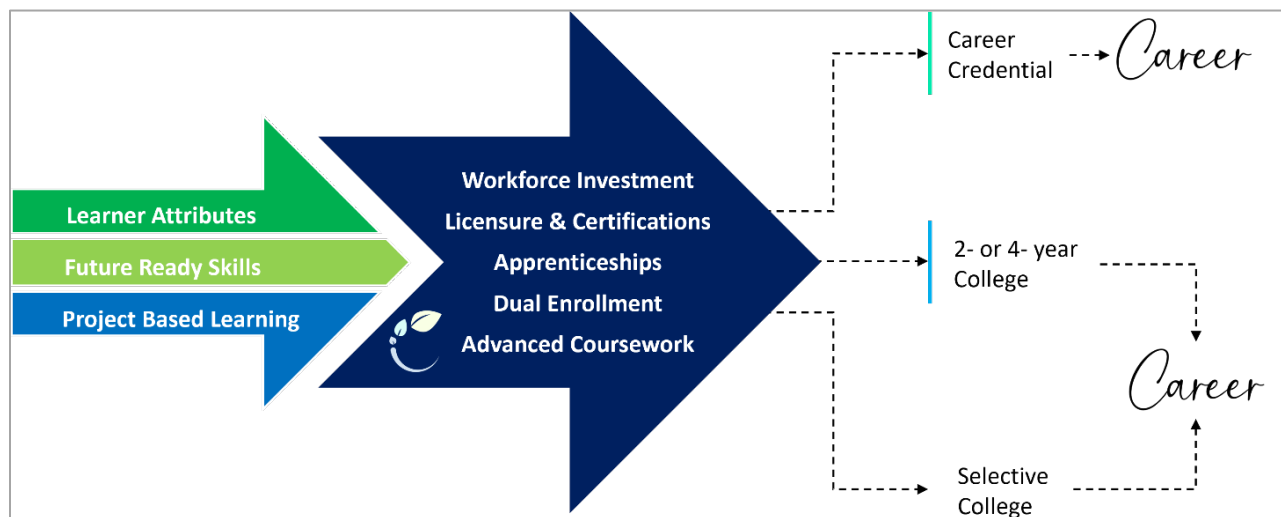 Learner Attributes
Future Ready Skills
Project Based Learning
Workforce Investment
Licensure & Certifications
Apprenticeships
Dual Enrollment
Advanced Coursework
Career
Credential
Career
2- or 4- year
College
Career
Selective
College